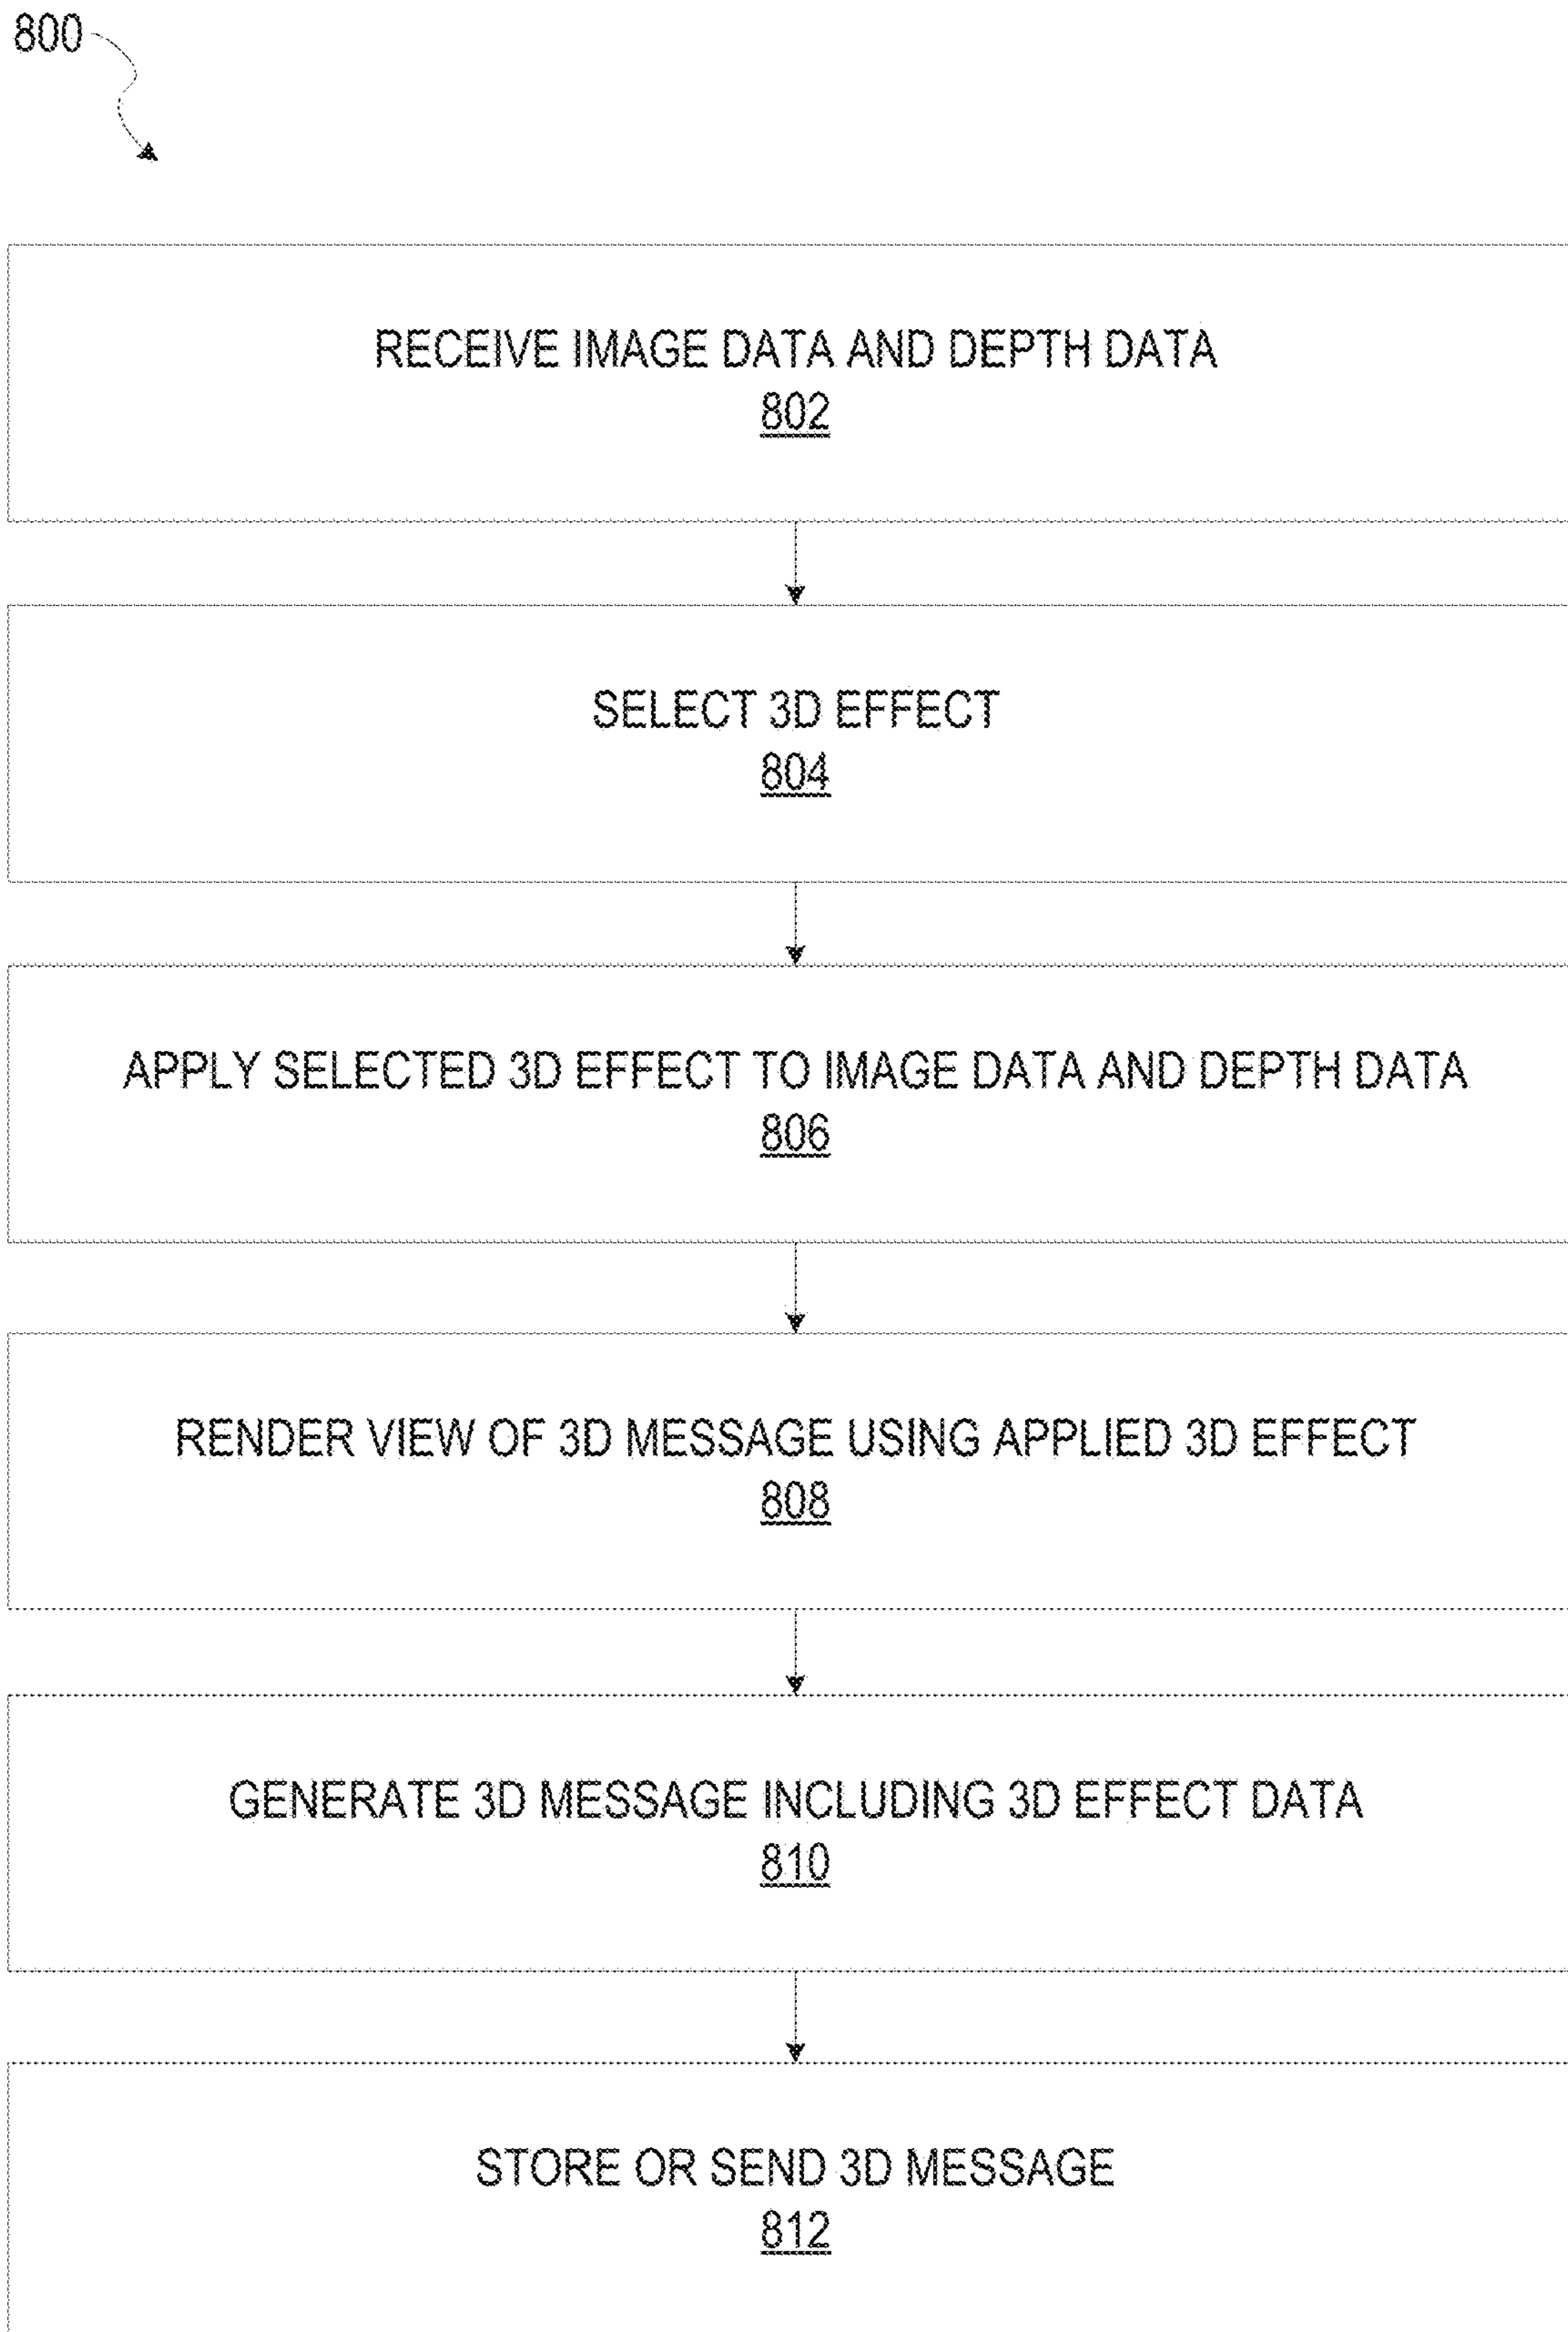 800
RECEIVE IMAGE DATA AND DEPTH DATA
802
SELECT 3D EFFECT
804
APPLY SELECTED 3D EFFECT TO IMAGE DATA AND DEPTH DATA
806
RENDER VIEW OF 3D MESSAGE USING APPLIED 3D EFFECT
808
GENERATE 3D MESSAGE INCLUDING 3D EFFECT DATA
810
STORE OR SEND 3D MESSAGE
812